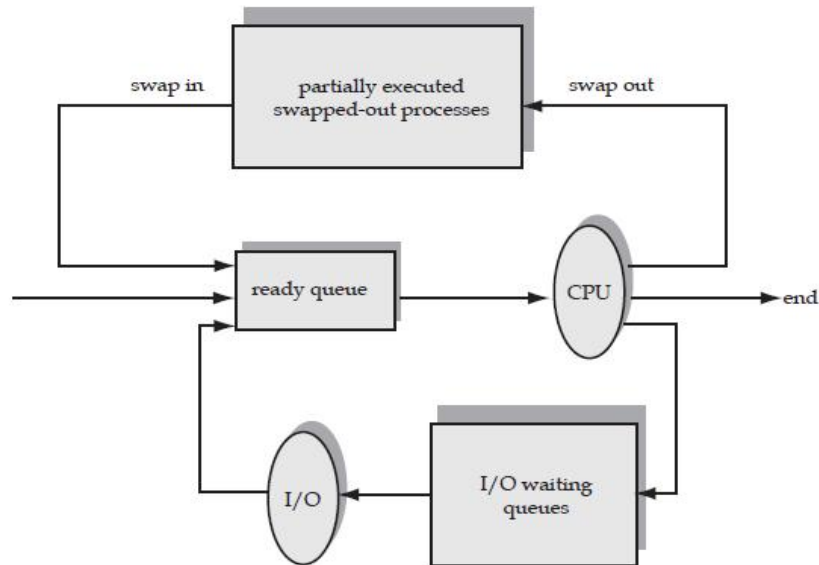 swap in
partially executed
swapped-out processes
swap out
ready queue
CPU
end
I/O
I/O waiting
queues